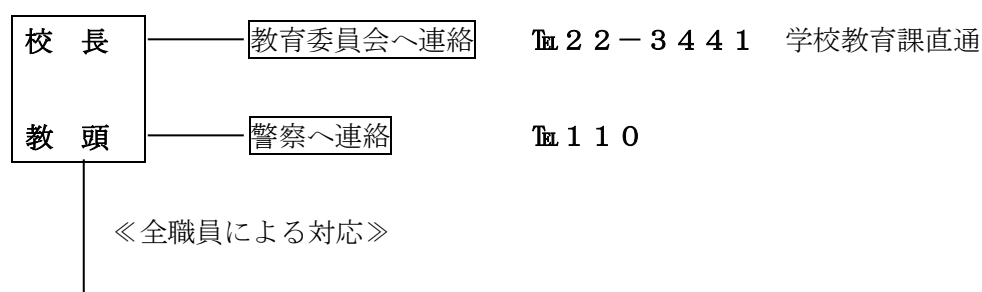 校　長　教育委員会へ連絡　℡２２－３４４１　学校教育課直通
教　頭　警察へ連絡　℡１１０
≪全職員による対応≫